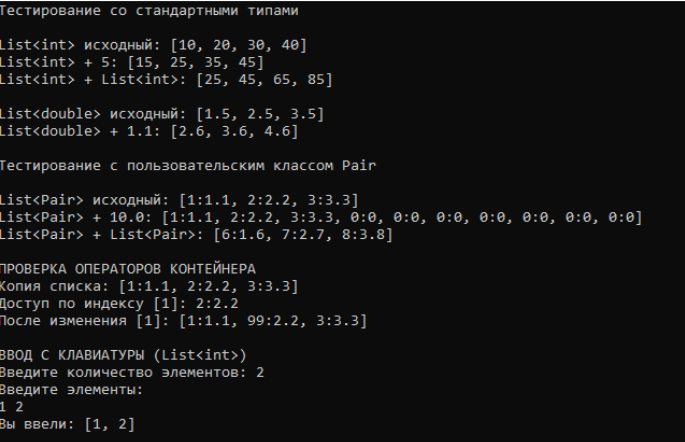 Тестирование со стандартными типами
List<int> исходный: [10, 20, 30, 40]
List<int> + 5: [15, 25, 35, 45]
List<int> + List<int>: [25, 45, 65, 85]
List<double> исходный: [1.5, 2.5, 3.5]
List<double> + 1.1: [2.6, 3.6, 4.6]
Тестирование с пользовательским классом Pair
List<Pair> исходный: [1:1.1, 2:2.2, 3:3.3]
List<Pair> + 10.0: [1:1.1, 2:2.2, 3:3.3, 0:0, 0:0, 0:0, 0:0, 0:0, 0:0, 0:0]
List<Pair> + List<Pair>: [6:1.6, 7:2.7, 8:3.8]
ПРОВЕРКА ОПЕРАТОРОВ КОНТЕЙНЕРА
Копия списка: [1:1.1, 2:2.2, 3:3.3]
Доступ по индексу [1]: 2:2.2
После изменения [1]: [1:1.1, 99:2.2, 3:3.3]
ВВОД С КЛАВИАТУРЫ (List<int>)
Введите количество элементов: 2
Введите элементы:
1 2
Вы ввели: [1, 2]